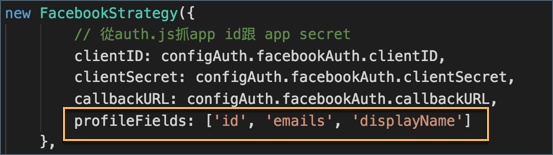 new FacebookStrategy({
// 從auth.js抓app id跟 app secret
clientID: configAuth.facebookAuth.clientID,
clientSecret: configAuth.facebookAuth.clientSecret,
callbackURL: configAuth.facebookAuth.callbackURL,
profileFields: ['id', 'emails', 'displayName']
},